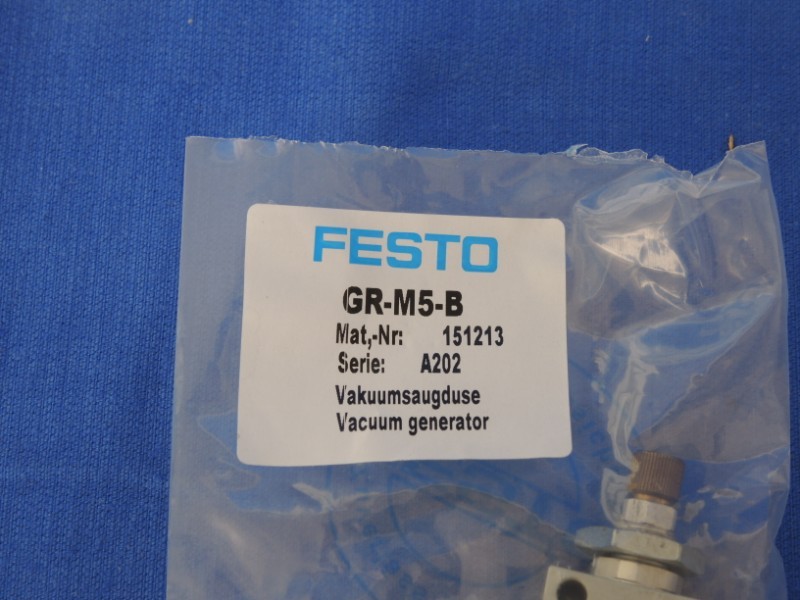 FESTO
GR-M5-B
Mat,-Nr: 151213
Serie: A202
Vakuumsaugduse
Vacuum generator